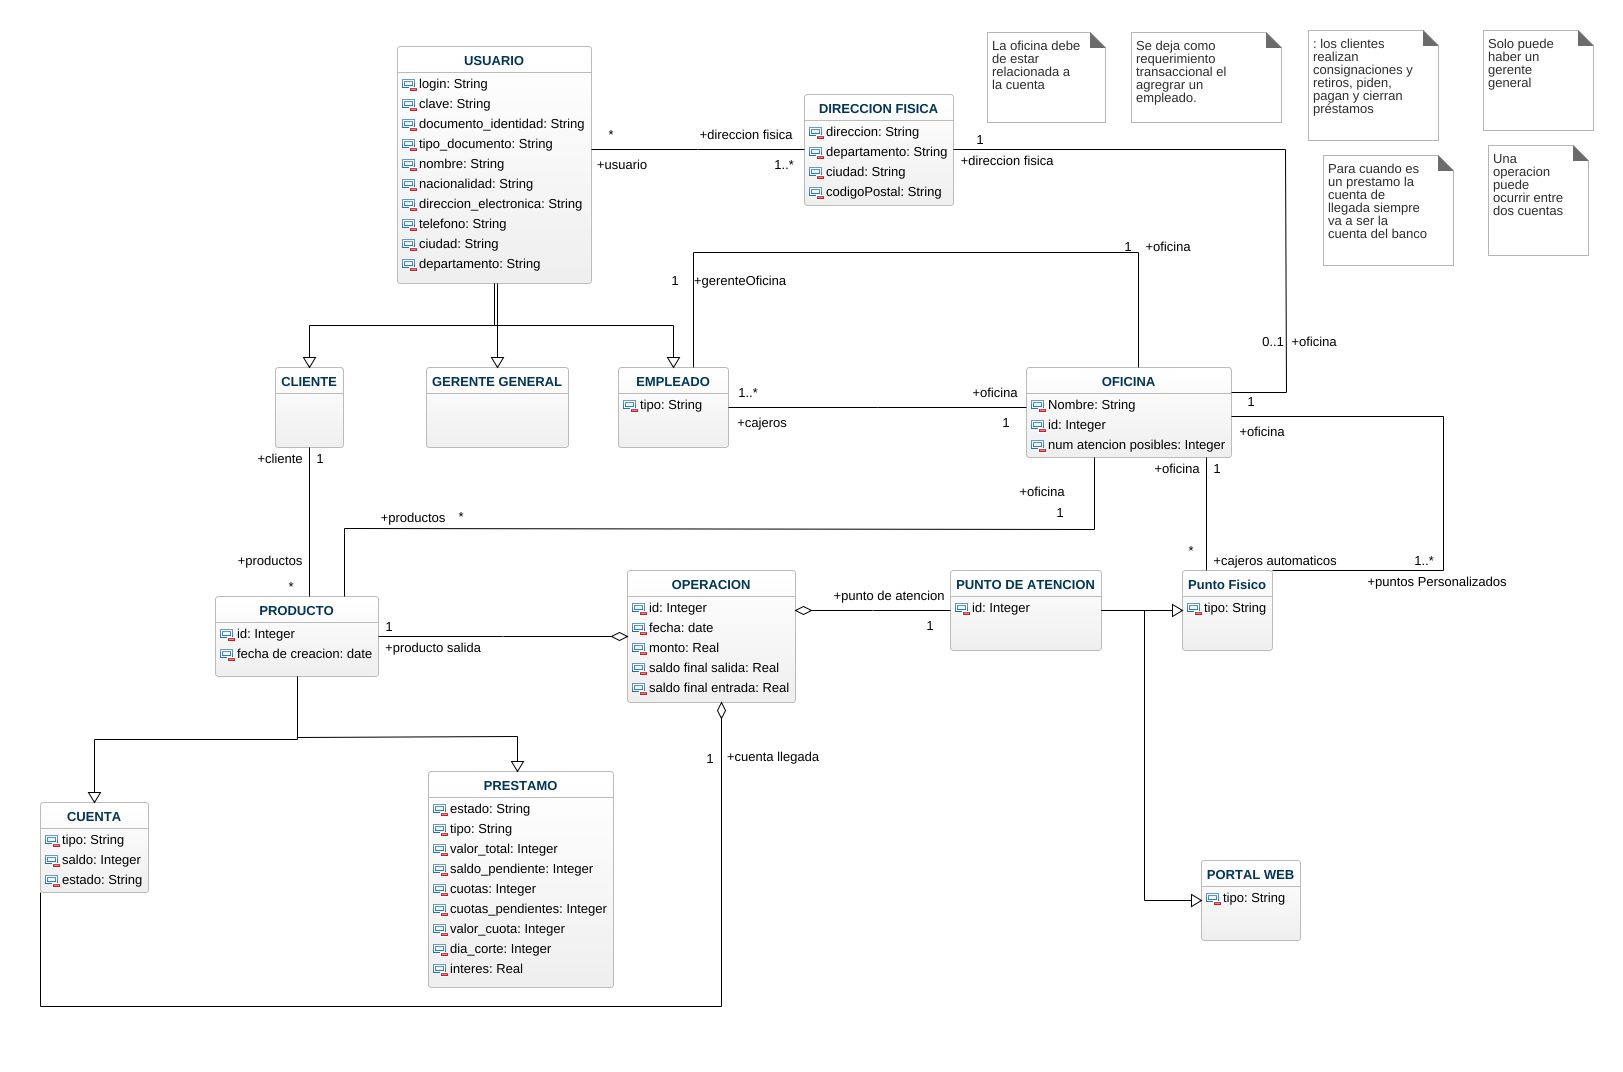 USUARIO
login: String
clave: String
documento_identidad: String
tipo_documento: String
nombre: String
nacionalidad: String
direccion_electronica: String
telefono: String
ciudad: String
departamento: String
*
+usuario
+direccion fisica
1..*
DIRECCION FISICA
direccion: String
departamento: String
ciudad: String
codigoPostal: String
1
+direccion fisica
La oficina debe
de estar
relacionada a
la cuenta
Se deja como
requerimiento
transaccional el
agregrar un
empleado.
: los clientes
realizan
consignaciones y
retiros, piden,
pagan y cierran
préstamos
Solo puede
haber un
gerente
general
Para cuando es
un prestamo la
cuenta de
llegada siempre
va a ser la
cuenta del banco
Una
operacion
puede
ocurrir entre
dos cuentas
1 +oficina
1 +gerenteOficina
0..1 +oficina
CLIENTE
GERENTE GENERAL
EMPLEADO
tipo: String
1..*
+cajeros
+oficina
1
OFICINA
Nombre: String
id: Integer
num atencion posibles: Integer
1
+oficina
+cliente 1
+oficina 1
+oficina
1
+productos *
+productos
*
*
+cajeros automaticos
1..*
+puntos Personalizados
PRODUCTO
id: Integer
fecha de creacion: date
1
+producto salida
OPERACION
id: Integer
fecha: date
monto: Real
saldo final salida: Real
saldo final entrada: Real
+punto de atencion
1
PUNTO DE ATENCION
id: Integer
Punto Fisico
tipo: String
1 +cuenta llegada
CUENTA
tipo: String
saldo: Integer
estado: String
PRESTAMO
estado: String
tipo: String
valor_total: Integer
saldo_pendiente: Integer
cuotas: Integer
cuotas_pendientes: Integer
valor_cuota: Integer
dia_corte: Integer
interes: Real
PORTAL WEB
tipo: String